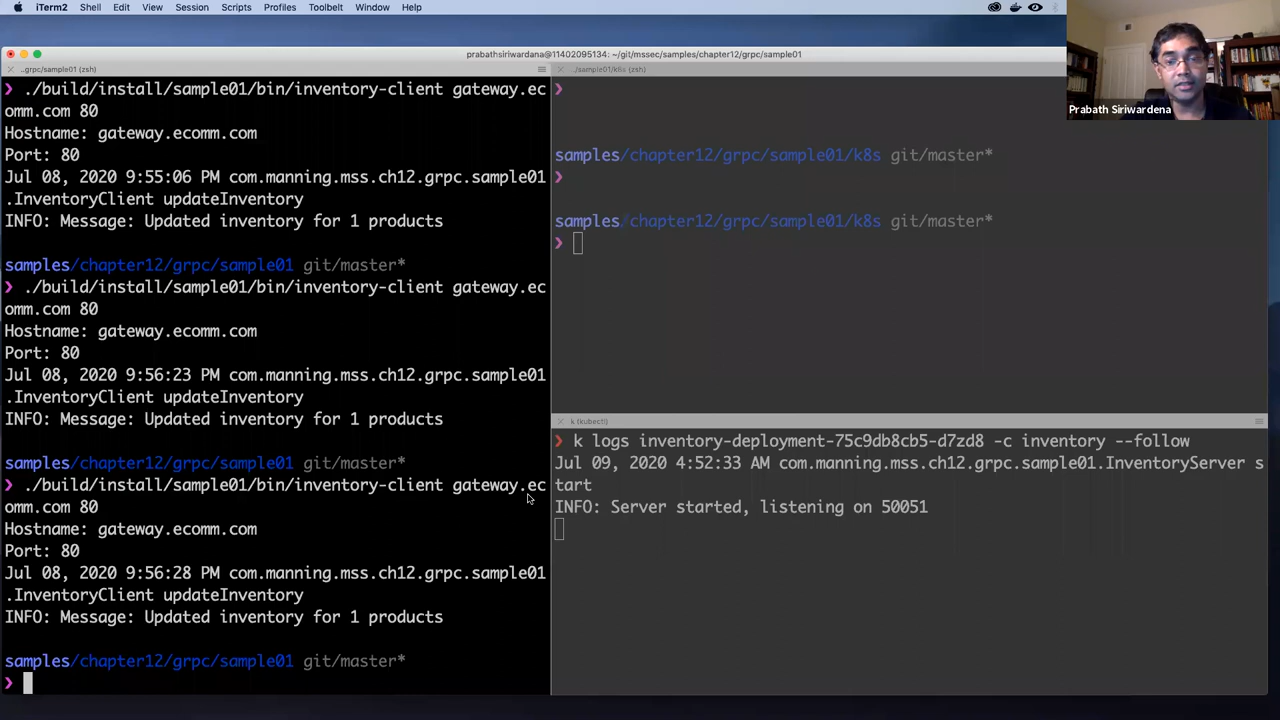 iTerm2 Shell Edit View Session Scripts Profiles Toolbelt Window Help
prabathsiriwardana@11402095134: ~/git/mssec/samples/chapter12/grpc/sample01
..grpc/sample01 (zsh)
❯ ./build/install/sample01/bin/inventory-client gateway.ec
omm.com 80
Hostname: gateway.ecomm.com
Port: 80
Jul 08, 2020 9:55:06 PM com.manning.mss.ch12.grpc.sample01
.InventoryClient updateInventory
INFO: Message: Updated inventory for 1 products
samples/chapter12/grpc/sample01 git/master*
❯ ./build/install/sample01/bin/inventory-client gateway.ec
omm.com 80
Hostname: gateway.ecomm.com
Port: 80
Jul 08, 2020 9:56:23 PM com.manning.mss.ch12.grpc.sample01
.InventoryClient updateInventory
INFO: Message: Updated inventory for 1 products
samples/chapter12/grpc/sample01 git/master*
❯ ./build/install/sample01/bin/inventory-client gateway.ec
omm.com 80
Hostname: gateway.ecomm.com
Port: 80
Jul 08, 2020 9:56:28 PM com.manning.mss.ch12.grpc.sample01
.InventoryClient updateInventory
INFO: Message: Updated inventory for 1 products
samples/chapter12/grpc/sample01 git/master*
❯
./sample01/k8s (zsh)
❯
samples/chapter12/grpc/sample01/k8s git/master*
❯
samples/chapter12/grpc/sample01/k8s git/master*
❯
k (kubectl)
❯ k logs inventory-deployment-75c9db8cb5-d7zd8 -c inventory --follow
Jul 09, 2020 4:52:33 AM com.manning.mss.ch12.grpc.sample01.InventoryServer s
tart
INFO: Server started, listening on 50051
Prabath Siriwardena